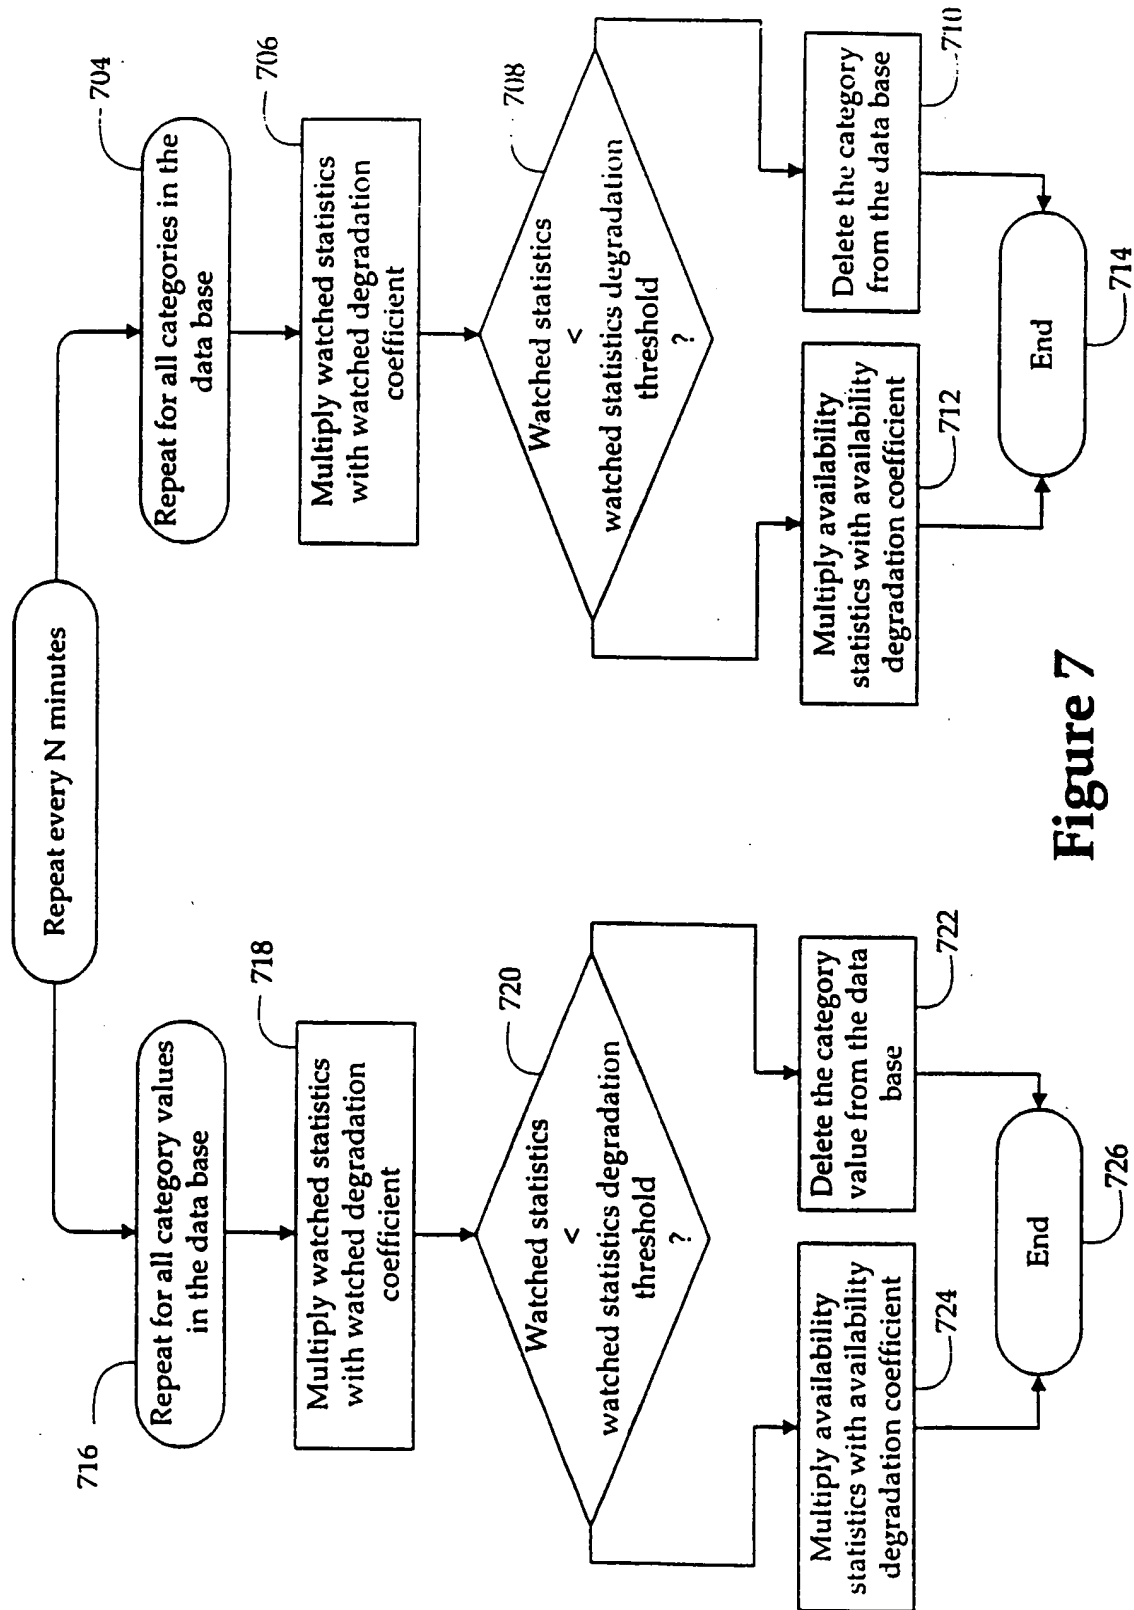 Repeat every N minutes
716
Repeat for all category values
in the data base
718
Multiply watched statistics
with watched degradation
coefficient
720
Watched statistics
<
watched statistics degradation
threshold
?
724
Multiply availability
statistics with availability
degradation coefficient
722
Delete the category
value from the data
base
End
726
704
Repeat for all categories in the
data base
706
Multiply watched statistics
with watched degradation
coefficient
708
Watched statistics
<
watched statistics degradation
threshold
?
712
Multiply availability
statistics with availability
degradation coefficient
710
Delete the category
from the data base
End
714
Figure 7